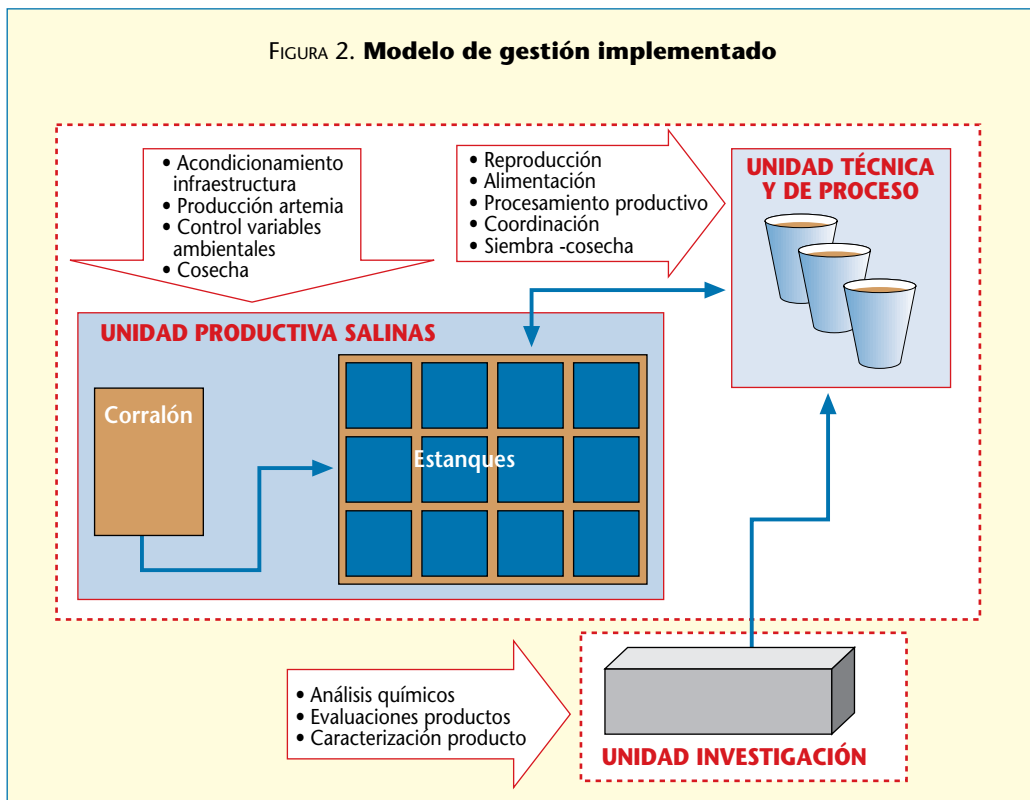 FIGURA 2. Modelo de gestión implementado
• Acondicionamiento
infraestructura
• Producción artemia
• Control variables
ambientales
• Cosecha
• Reproducción
• Alimentación
• Procesamiento productivo
• Coordinación
• Siembra -cosecha
UNIDAD TÉCNICA
Y DE PROCESO
UNIDAD PRODUCTIVA SALINAS
Corralón
Estanques
• Análisis químicos
• Evaluaciones productos
• Caracterización producto
UNIDAD INVESTIGACIÓN